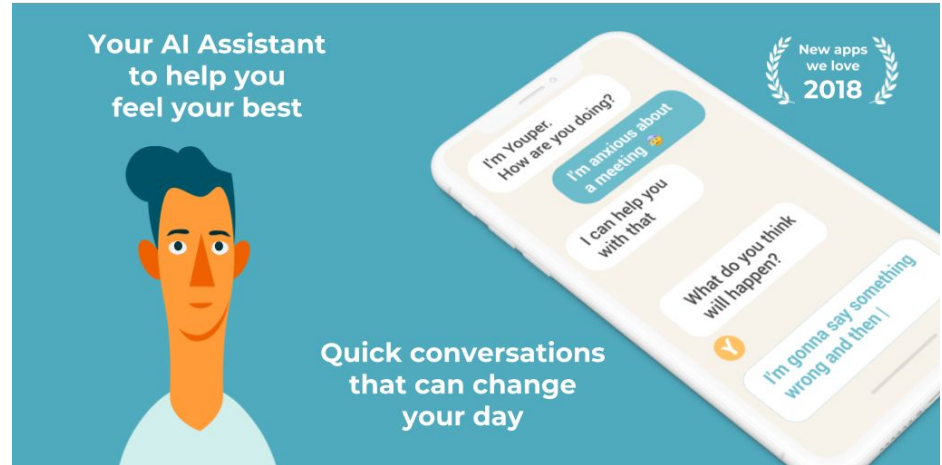 Your AI Assistant
to help you
feel your best
New apps
we love
2018
I'm Youper.
How are you doing?
I'm anxious about
a meeting 😰
I can help you
with that
What do you think
will happen?
Y
I'm gonna say something
wrong and then |
Quick conversations
that can change
your day